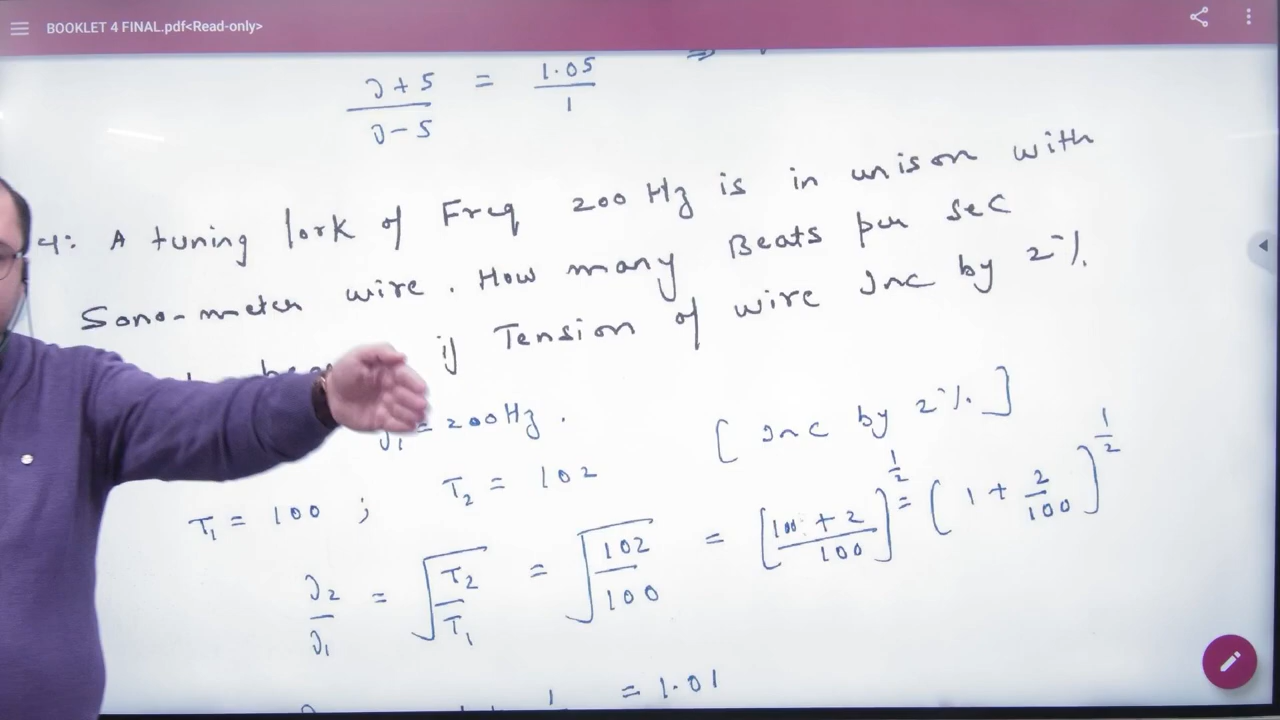 BOOKLET 4 FINAL.pdf<Read-only>
ν + 5 / ν - 5 = 1.05 / 1 ⇒
4: A tuning fork of Freq 200 Hz is in unison with
Sono-meter wire. How many Beats per sec
if Tension of wire Inc by 2%.
ν₁ = 200 Hz.
[Inc by 2%.]
T₁ = 100 ; T₂ = 102
ν₂/ν₁ = √(T₂/T₁) = √(102/100) = [(100 + 2)/100]^(1/2) = (1 + 2/100)^(1/2)
= 1.01